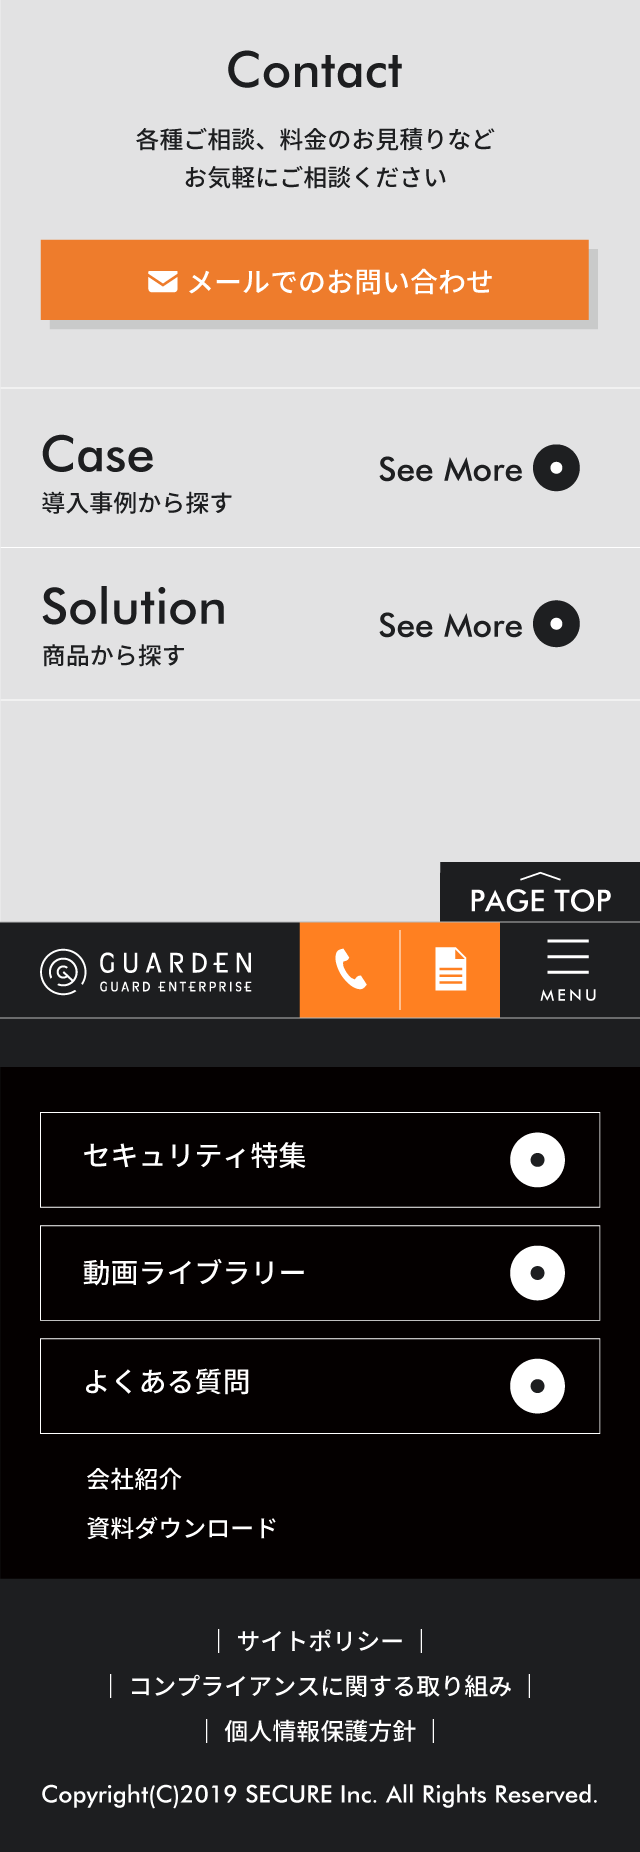 Contact
各種ご相談、料金のお見積りなど
お気軽にご相談ください
メールでのお問い合わせ
Case
導入事例から探す
See More
Solution
商品から探す
See More
PAGE TOP
GUARDEN
GUARD ENTERPRISE
MENU
セキュリティ特集
動画ライブラリー
よくある質問
会社紹介
資料ダウンロード
｜ サイトポリシー ｜
｜ コンプライアンスに関する取り組み ｜
｜ 個人情報保護方針 ｜
Copyright(C)2019 SECURE Inc. All Rights Reserved.